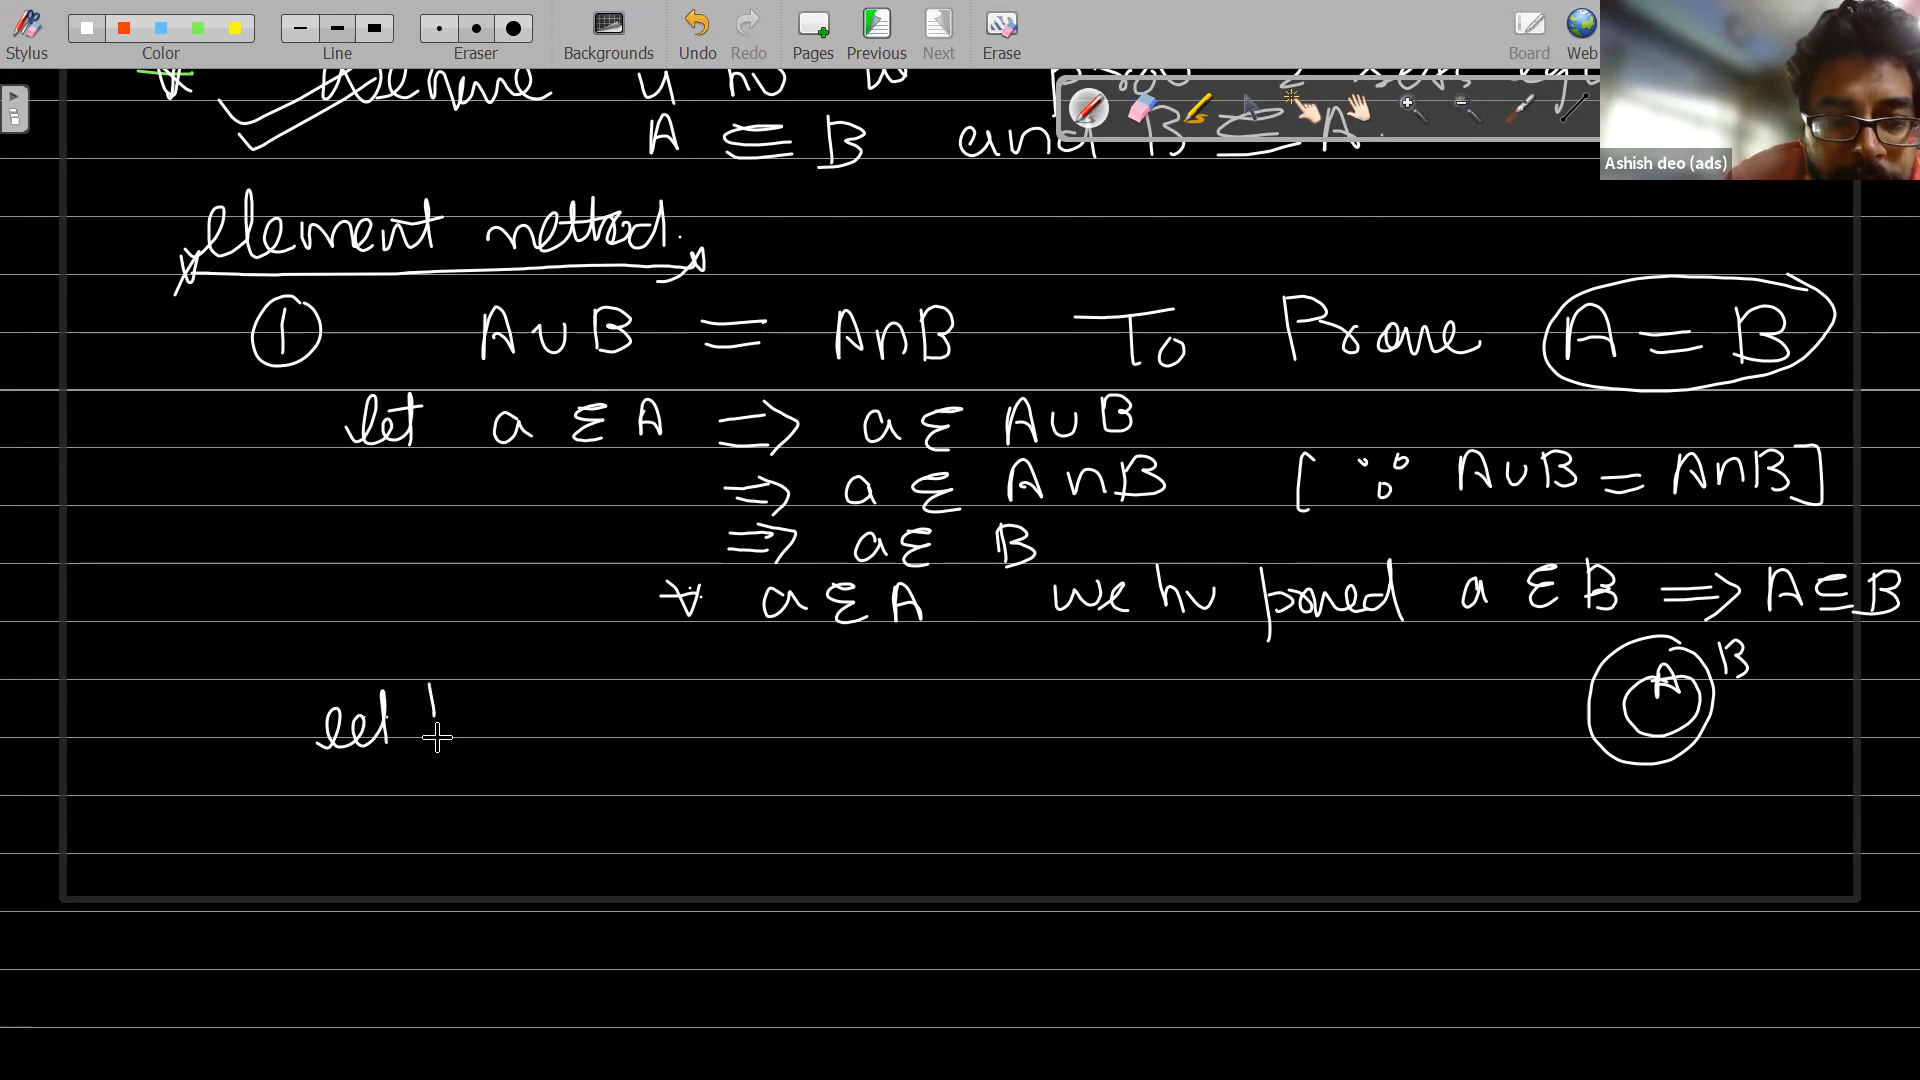 Stylus Color Line Eraser Backgrounds Undo Redo Pages Previous Next Erase Board Web
Ashish deo (ads)
A ⊆ B and B ⊆ A.
element method.
① A∪B = A∩B To Prove A = B
let a ∈ A ⇒ a ∈ A∪B
⇒ a ∈ A∩B [∵ A∪B = A∩B]
⇒ a ∈ B
∀ a ∈ A we hv proved a ∈ B ⇒ A ⊆ B
A B
let